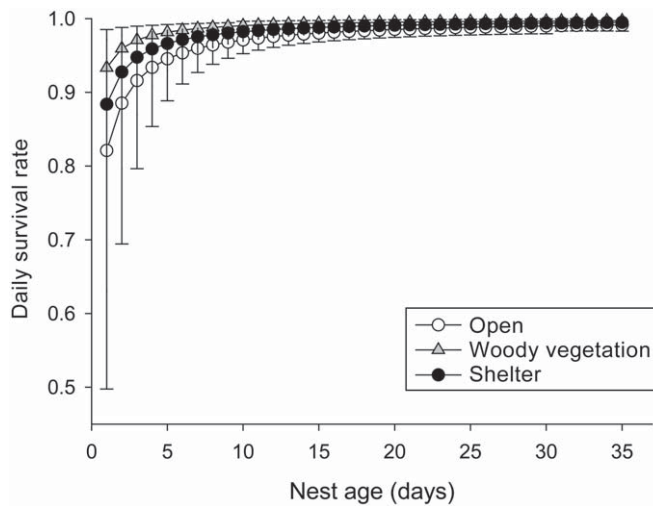 1.0
0.9
0.8
0.7
0.6
0.5
Daily survival rate
Open
Woody vegetation
Shelter
0 5 10 15 20 25 30 35
Nest age (days)